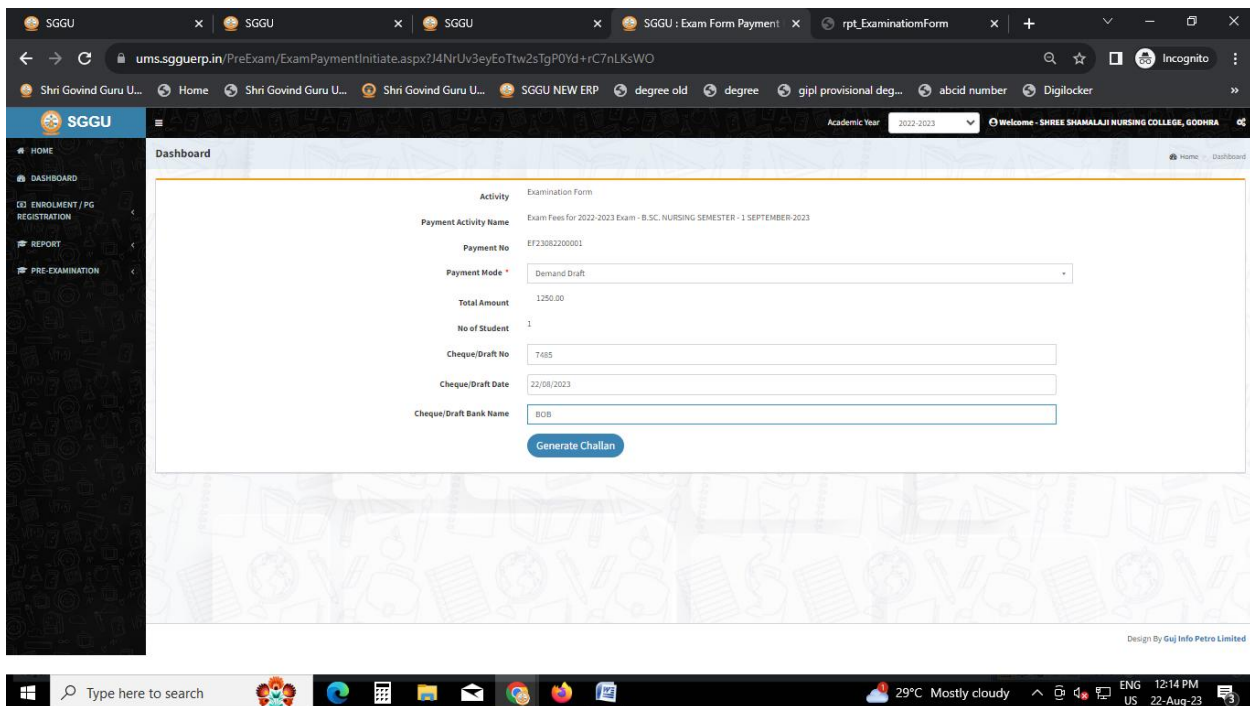 SGGU
SGGU
SGGU
SGGU : Exam Form Payment
rpt_ExaminatiomForm
ums.sgguerp.in/PreExam/ExamPaymentInitiate.aspx?J4NrUv3eyEoTtw2sTgP0Yd+rC7nLKsWO
Incognito
Shri Govind Guru U... Home Shri Govind Guru U... Shri Govind Guru U... SGGU NEW ERP degree old degree gipl provisional deg... abcid number Digilocker »
SGGU
Academic Year 2022-2023 Welcome - SHREE SHAMALAJI NURSING COLLEGE, GODHRA
HOME
DASHBOARD
ENROLMENT / PG
REGISTRATION
REPORT
PRE-EXAMINATION
Dashboard
Home Dashboard
Activity Examination Form
Payment Activity Name Exam Fees for 2022-2023 Exam - B.SC. NURSING SEMESTER - 1 SEPTEMBER-2023
Payment No EF23082200001
Payment Mode * Demand Draft
Total Amount 1250.00
No of Student 1
Cheque/Draft No 7485
Cheque/Draft Date 22/08/2023
Cheque/Draft Bank Name BOB
Generate Challan
Design By Guj Info Petro Limited
Type here to search
29°C Mostly cloudy
ENG
US
12:14 PM
22-Aug-23
3